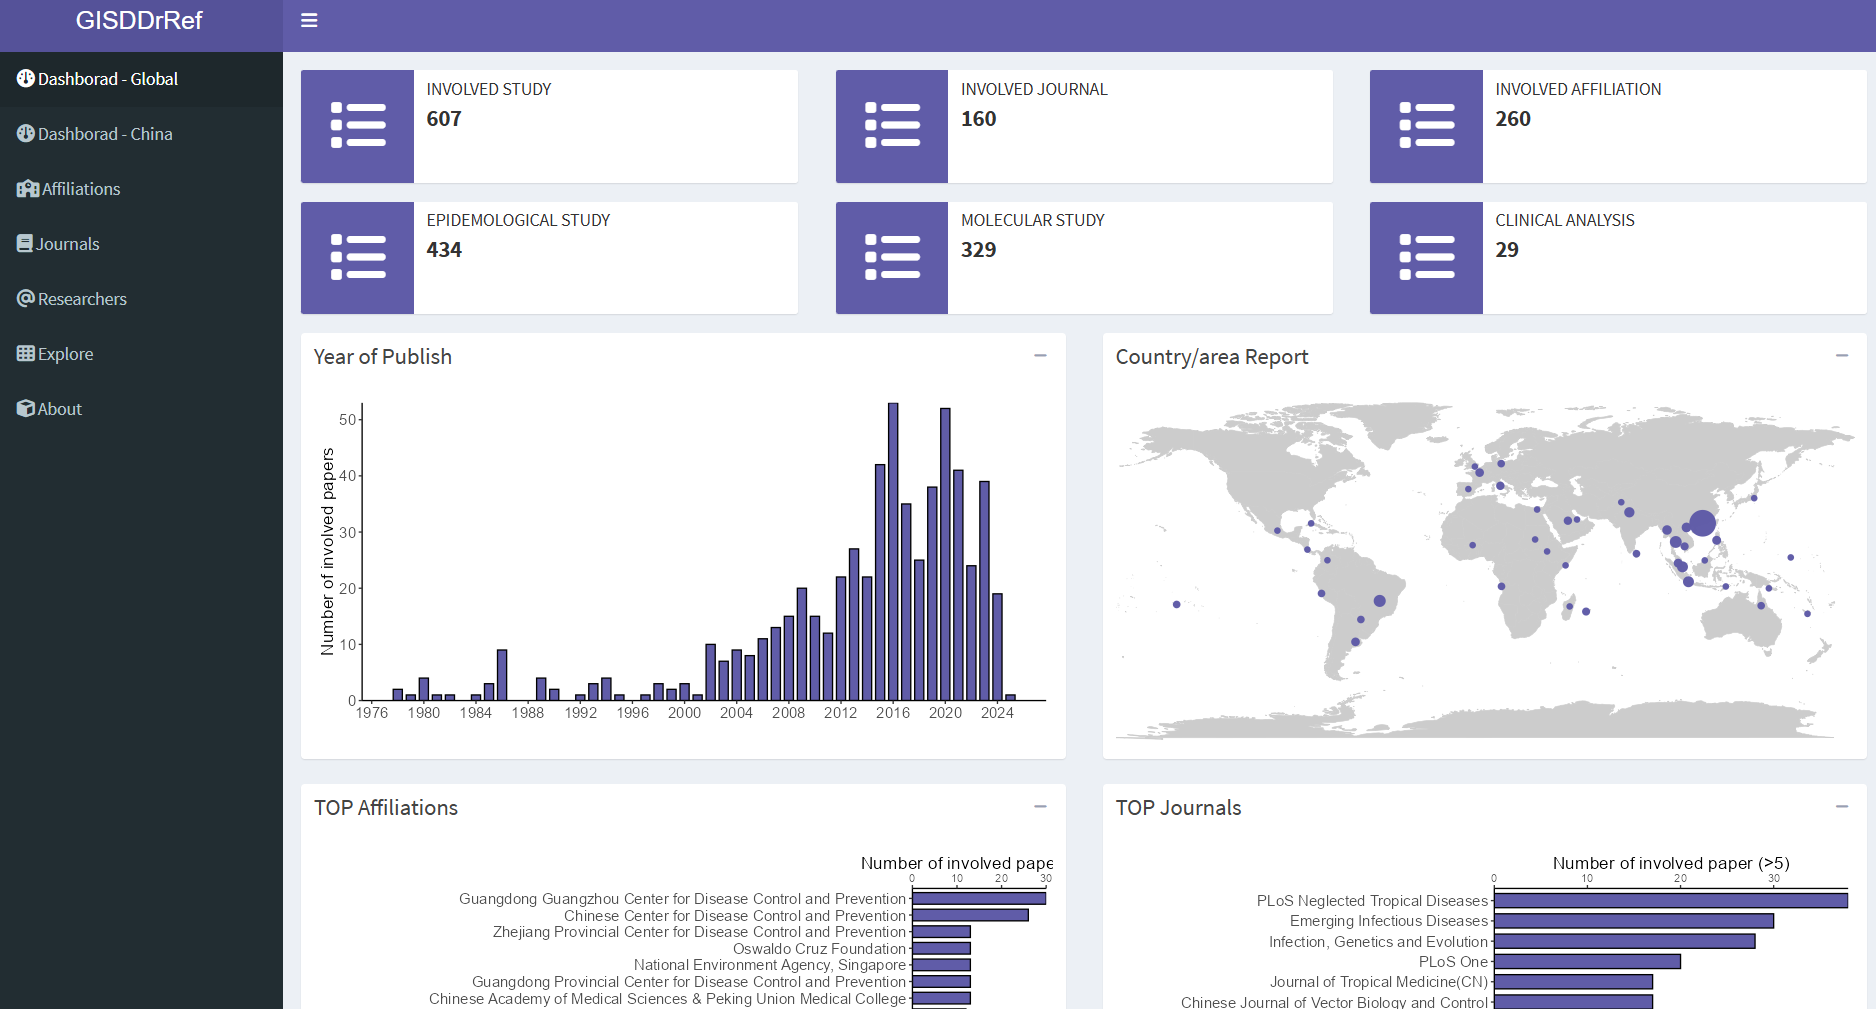 GISDDrRef
Dashborad - Global
Dashborad - China
Affiliations
Journals
Researchers
Explore
About
INVOLVED STUDY
607
INVOLVED JOURNAL
160
INVOLVED AFFILIATION
260
EPIDEMOLOGICAL STUDY
434
MOLECULAR STUDY
329
CLINICAL ANALYSIS
29
Year of Publish
Number of involved papers
50
40
30
20
10
0
1976 1980 1984 1988 1992 1996 2000 2004 2008 2012 2016 2020 2024
Country/area Report
TOP Affiliations
Number of involved pape
0 10 20 30
Guangdong Guangzhou Center for Disease Control and Prevention
Chinese Center for Disease Control and Prevention
Zhejiang Provincial Center for Disease Control and Prevention
Oswaldo Cruz Foundation
National Environment Agency, Singapore
Guangdong Provincial Center for Disease Control and Prevention
Chinese Academy of Medical Sciences & Peking Union Medical College
TOP Journals
Number of involved paper (>5)
0 10 20 30
PLoS Neglected Tropical Diseases
Emerging Infectious Diseases
Infection, Genetics and Evolution
PLoS One
Journal of Tropical Medicine(CN)
Chinese Journal of Vector Biology and Control